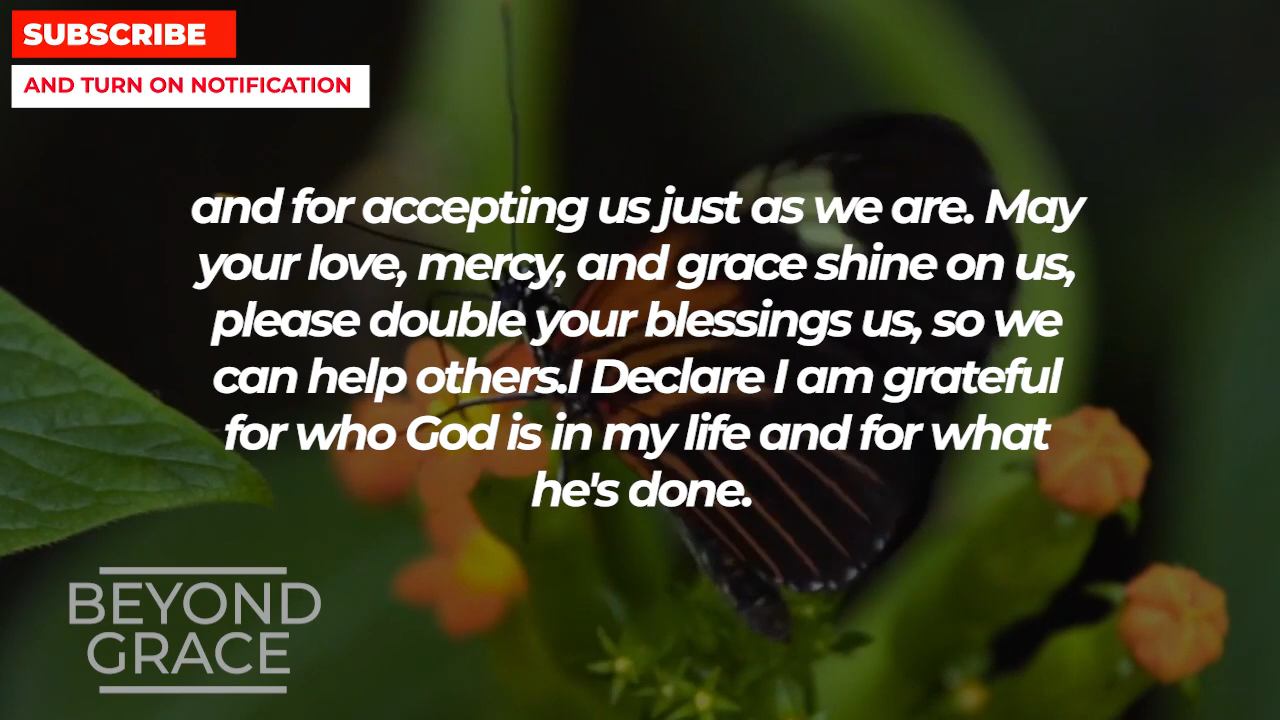 SUBSCRIBE
AND TURN ON NOTIFICATION
and for accepting us just as we are. May
your love, mercy, and grace shine on us,
please double your blessings us, so we
can help others.I Declare I am grateful
for who God is in my life and for what
he's done.
BEYOND
GRACE